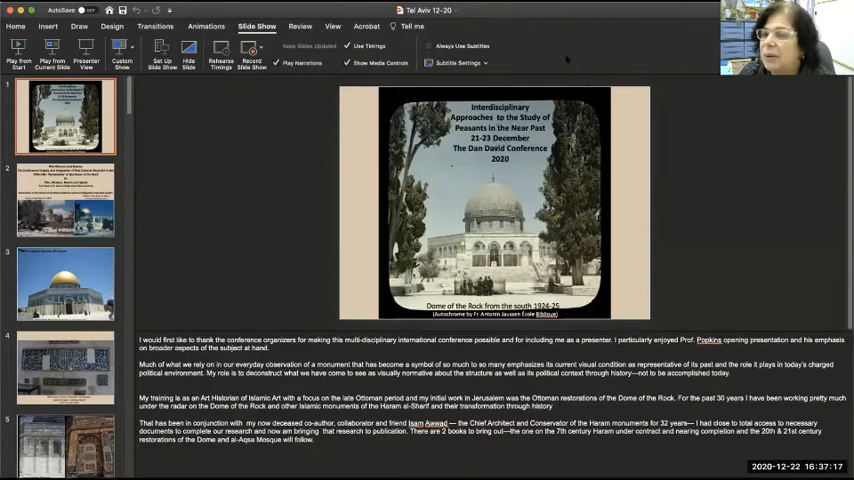 AutoSave
Tel Aviv 12-20
Home Insert Draw Design Transitions Animations Slide Show Review View Acrobat Tell me
Keep Slides Updated Use Timings Always Use Subtitles
Play from Start Play from Current Slide Presenter View Custom Show Set Up Slide Show Hide Slide Rehearse Timings Record Slide Show Play Narrations Show Media Controls Subtitle Settings
1
2
3
4
5
Interdisciplinary
Approaches to the Study of
Peasants in the Near Past
21-23 December
The Dan David Conference
2020
Dome of the Rock from the south 1924-25
(Autochrome by Fr Antonin Jaussen École Biblique)
I would first like to thank the conference organizers for making this multi-disciplinary international conference possible and for including me as a presenter. I particularly enjoyed Prof. Popkins opening presentation and his emphasis
on broader aspects of the subject at hand.
Much of what we rely on in our everyday observation of a monument that has become a symbol of so much to so many emphasizes its current visual condition as representative of its past and the role it plays in today's charged
political environment. My role is to deconstruct what we have come to see as visually normative about the structure as well as its political context through history—not to be accomplished today.
My training is as an Art Historian of Islamic Art with a focus on the late Ottoman period and my initial work in Jerusalem was the Ottoman restorations of the Dome of the Rock. For the past 30 years I have been working pretty much
under the radar on the Dome of the Rock and other Islamic monuments of the Haram al-Sharif and their transformation through history
That has been in conjunction with my now deceased co-author, collaborator and friend Isam Aawad — the Chief Architect and Conservator of the Haram monuments for 32 years— I had close to total access to necessary
documents to complete our research and now am bringing that research to publication. There are 2 books to bring out—the one on the 7th century Haram under contract and nearing completion and the 20th & 21st century
restorations of the Dome and al-Aqsa Mosque will follow.
2020-12-22 16:37:17